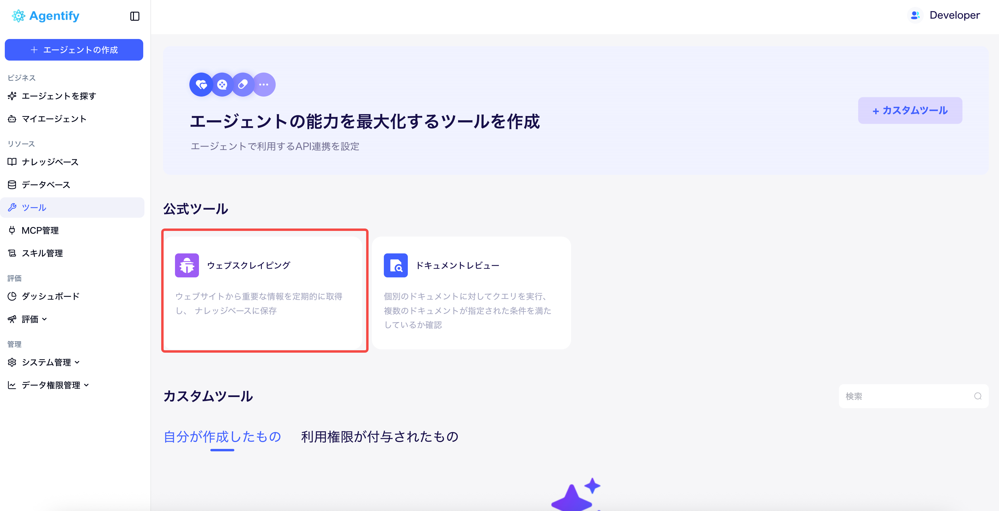 Agentify
エージェントの作成
ビジネス
エージェントを探す
マイエージェント
リソース
ナレッジベース
データベース
ツール
MCP管理
スキル管理
評価
ダッシュボード
評価
管理
システム管理
データ権限管理
Developer
エージェントの能力を最大化するツールを作成
エージェントで利用するAPI連携を設定
+ カスタムツール
公式ツール
ウェブスクレイピング
ウェブサイトから重要な情報を定期的に取得
し、 ナレッジベースに保存
ドキュメントレビュー
個別のドキュメントに対してクエリを実行、
複数のドキュメントが指定された条件を満た
しているか確認
カスタムツール
検索
自分が作成したもの
利用権限が付与されたもの